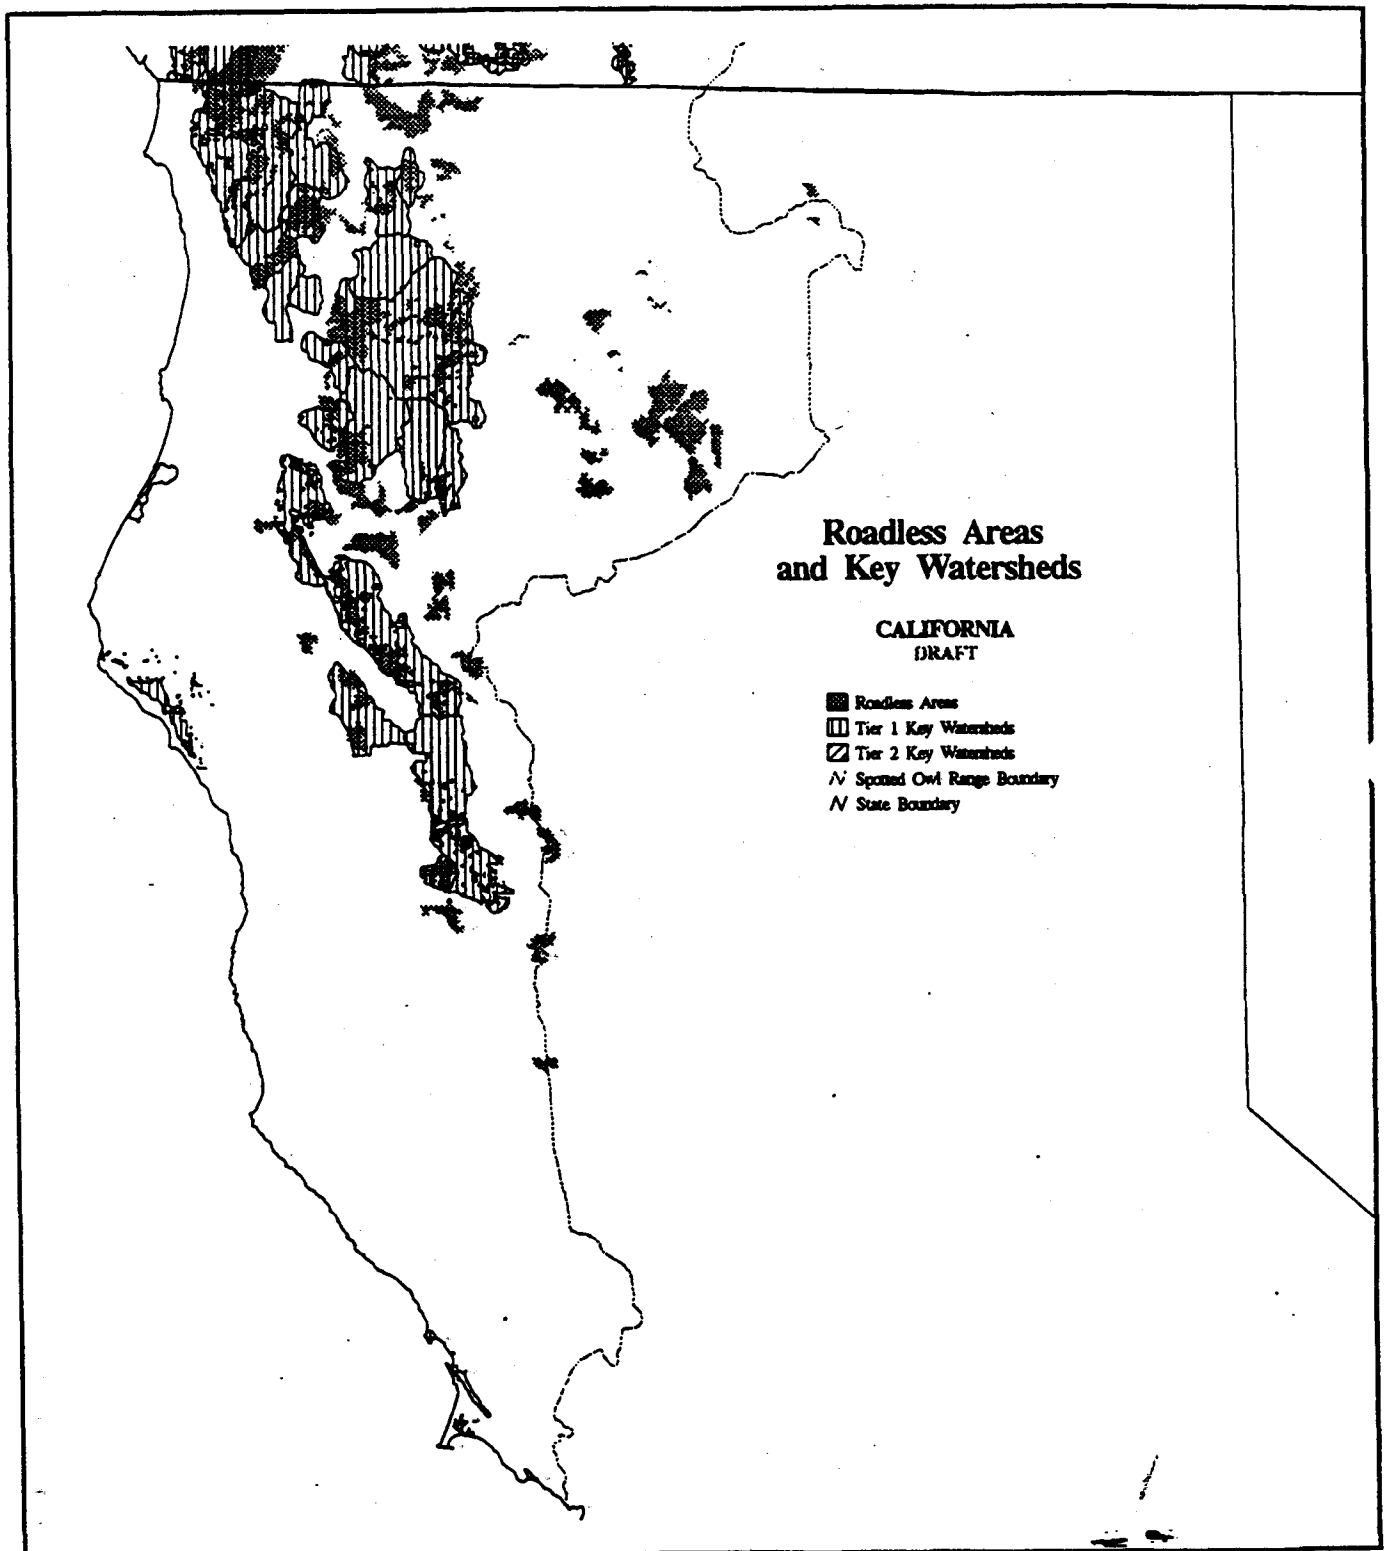 Roadless Areas
and Key Watersheds
CALIFORNIA
DRAFT
Roadless Areas
Tier 1 Key Watersheds
Tier 2 Key Watersheds
Spotted Owl Range Boundary
State Boundary